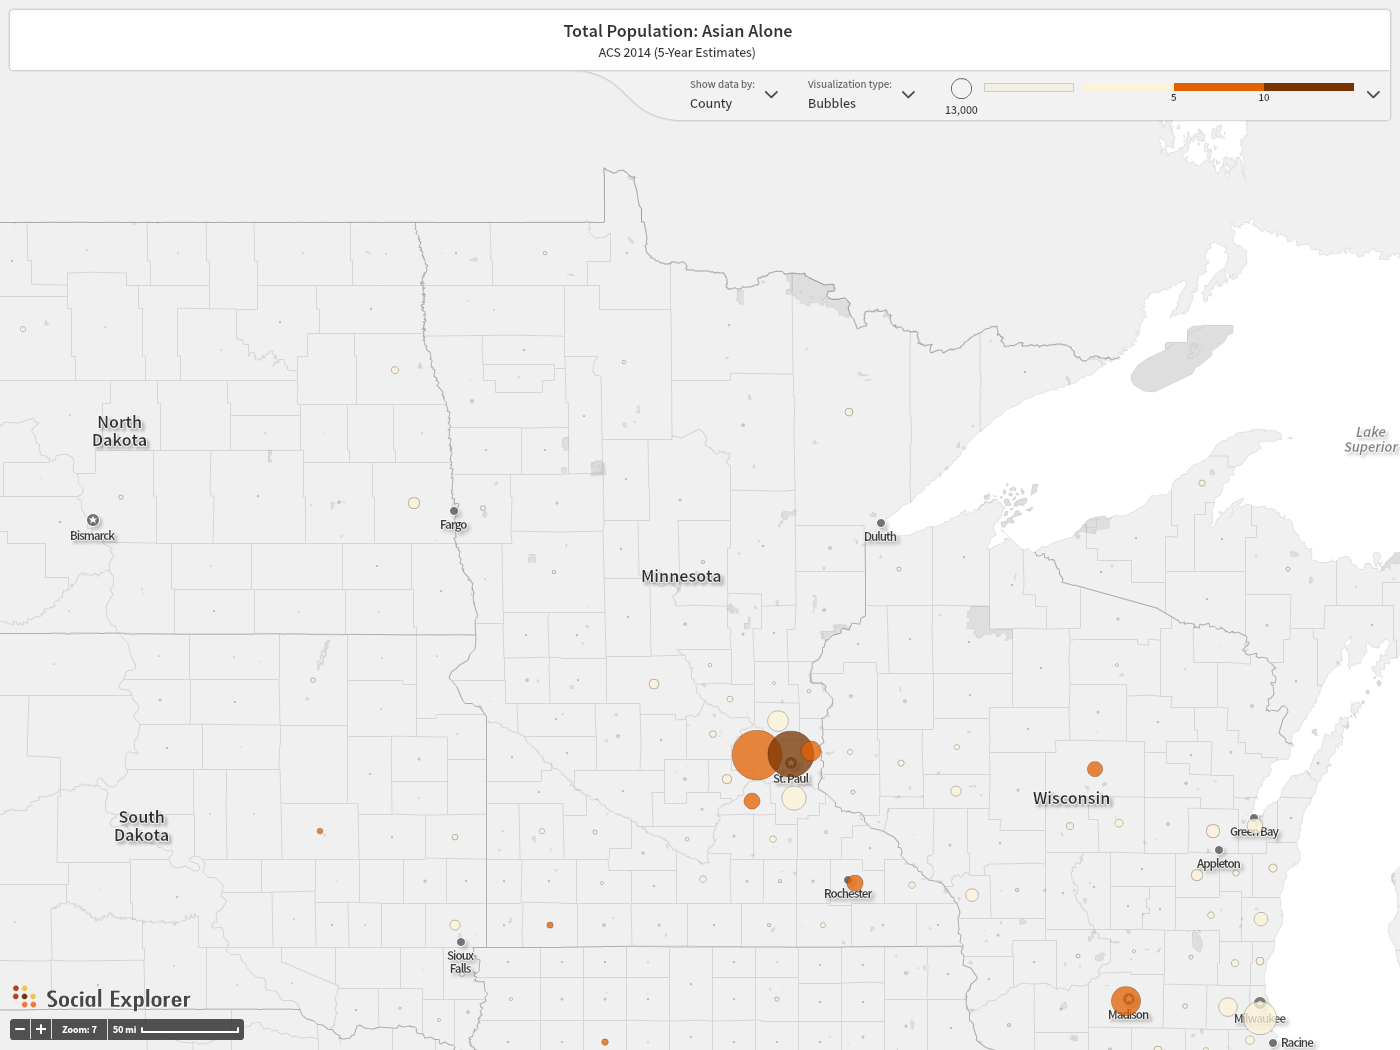 Total Population: Asian Alone
ACS 2014 (5-Year Estimates)
Show data by:
County
Visualization type:
Bubbles
13,000
5
10
Lake
Superior
North
Dakota
Bismarck
Fargo
Duluth
Minnesota
St. Paul
Wisconsin
South
Dakota
Green Bay
Appleton
Rochester
Sioux
Falls
Madison
Milwaukee
Racine
Social Explorer
Zoom: 7
50 mi